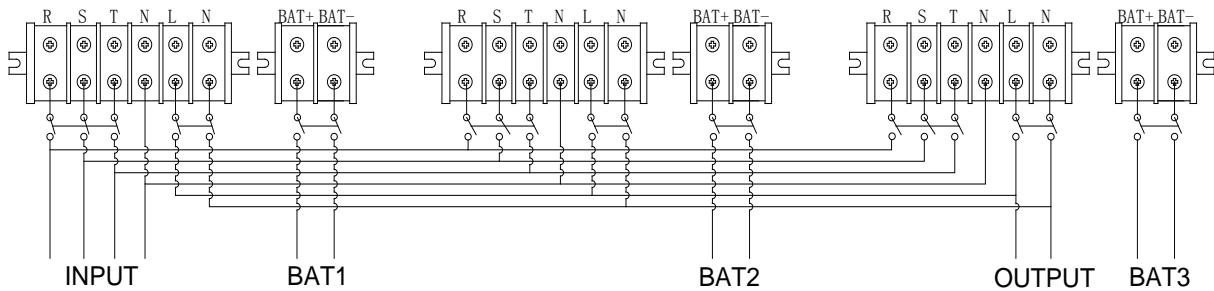 R S T N L N BAT+ BAT- R S T N L N BAT+ BAT- R S T N L N BAT+ BAT-
INPUT BAT1 BAT2 OUTPUT BAT3